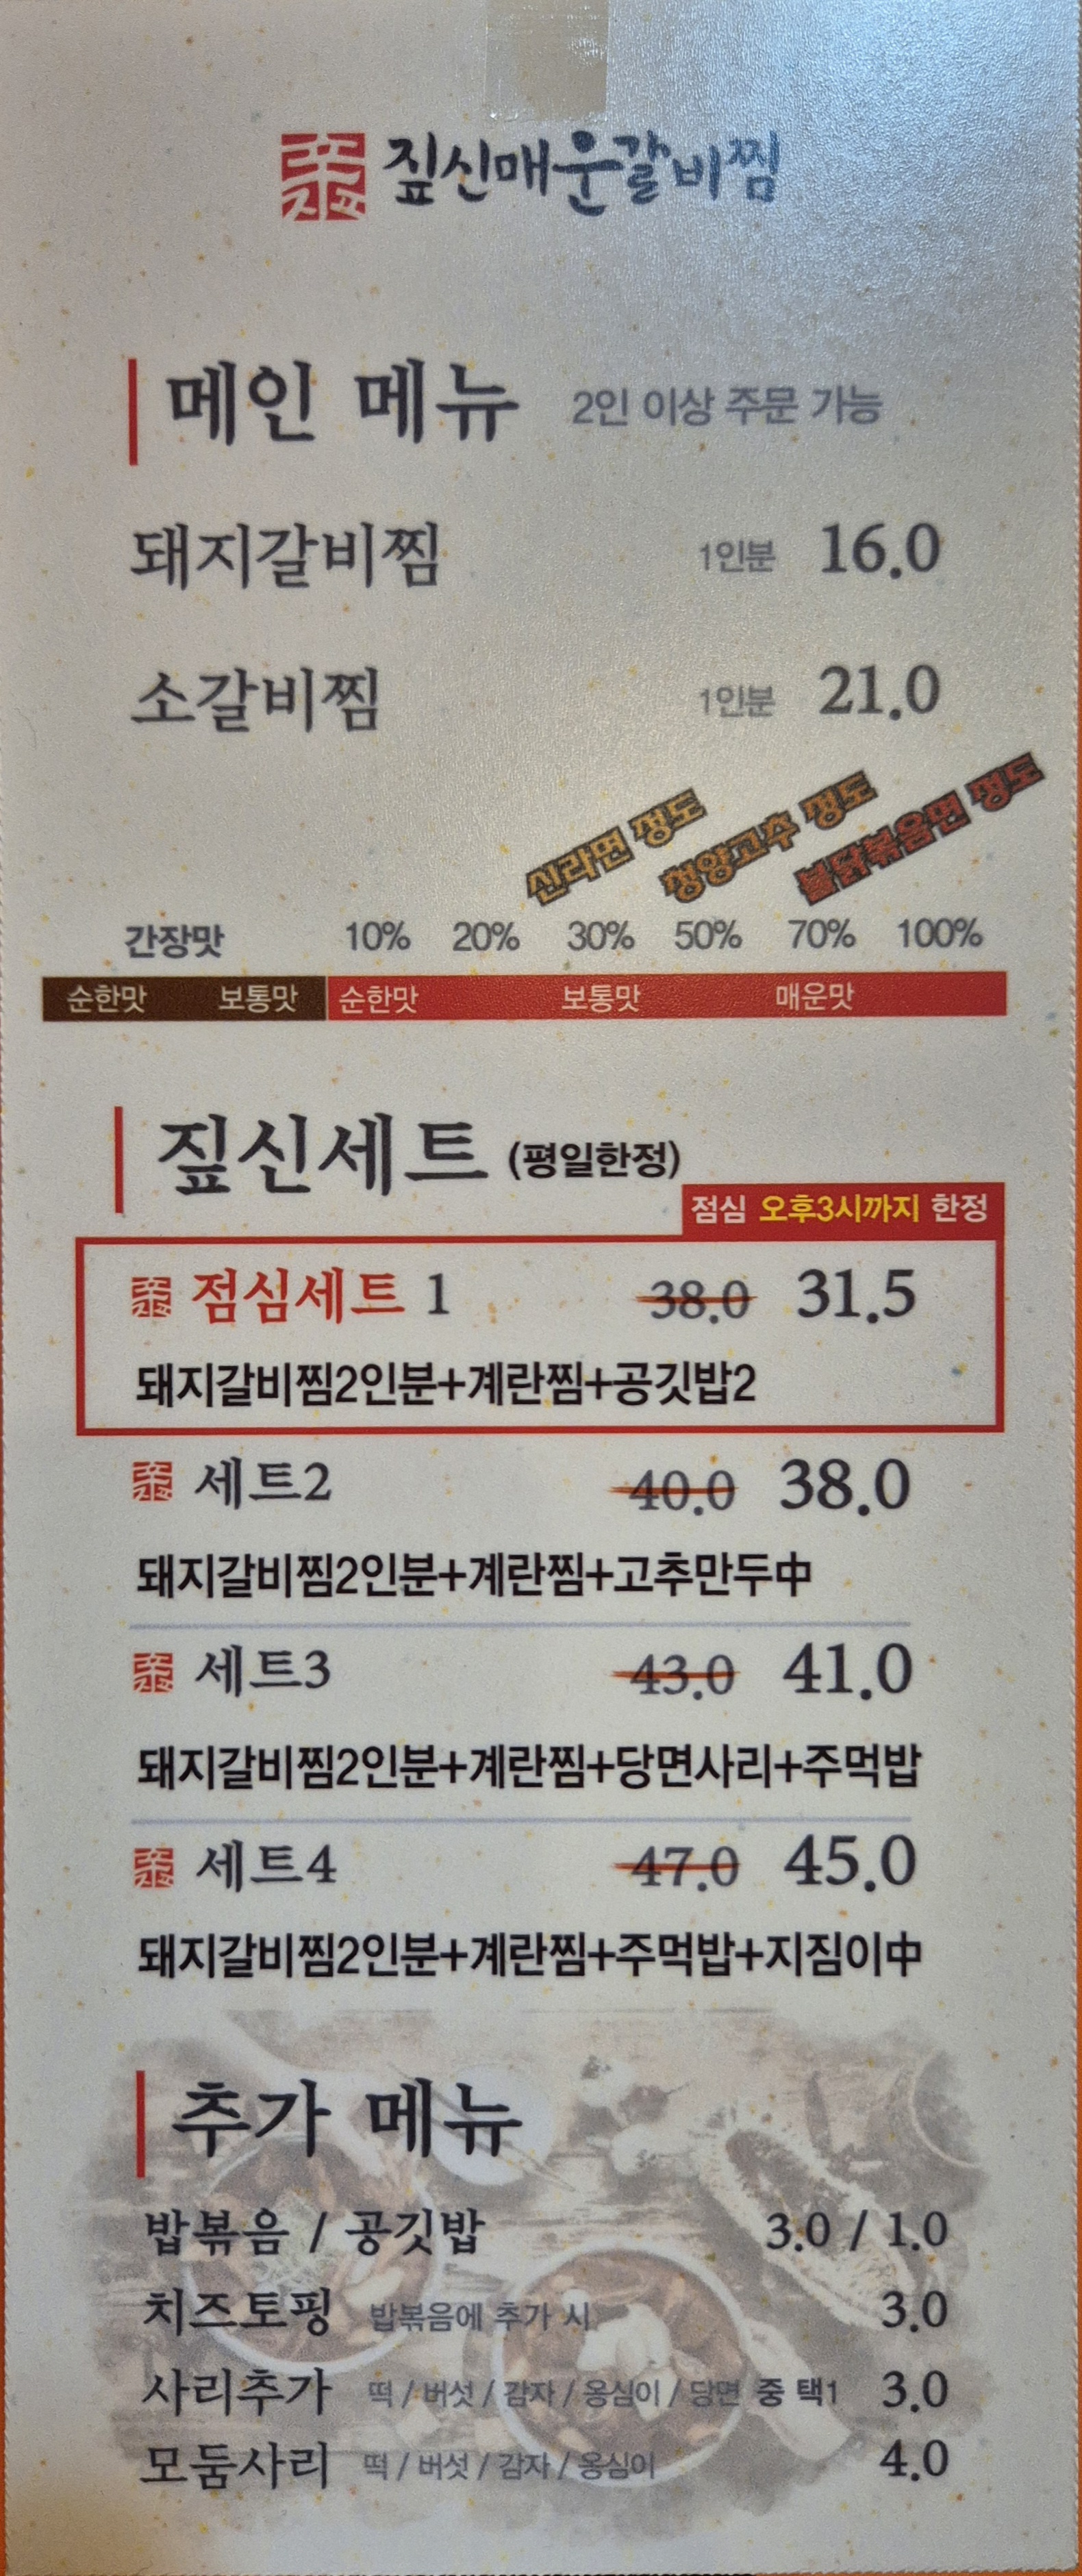 짚신매운갈비찜
메인 메뉴 2인 이상 주문 가능
돼지갈비찜 1인분 16.0
소갈비찜 1인분 21.0
신라면 정도 청양고추 정도 불닭볶음면 정도
간장맛 10% 20% 30% 50% 70% 100%
순한맛 보통맛 순한맛 보통맛 매운맛
짚신세트 (평일한정)
점심 오후3시까지 한정
점심세트 1 38.0 31.5
돼지갈비찜2인분+계란찜+공깃밥2
세트2 40.0 38.0
돼지갈비찜2인분+계란찜+고추만두中
세트3 43.0 41.0
돼지갈비찜2인분+계란찜+당면사리+주먹밥
세트4 47.0 45.0
돼지갈비찜2인분+계란찜+주먹밥+지짐이中
추가 메뉴
밥볶음 / 공깃밥 3.0 / 1.0
치즈토핑 밥볶음에 추가 시 3.0
사리추가 떡 / 버섯 / 감자 / 옹심이 / 당면 중 택1 3.0
모둠사리 떡 / 버섯 / 감자 / 옹심이 4.0